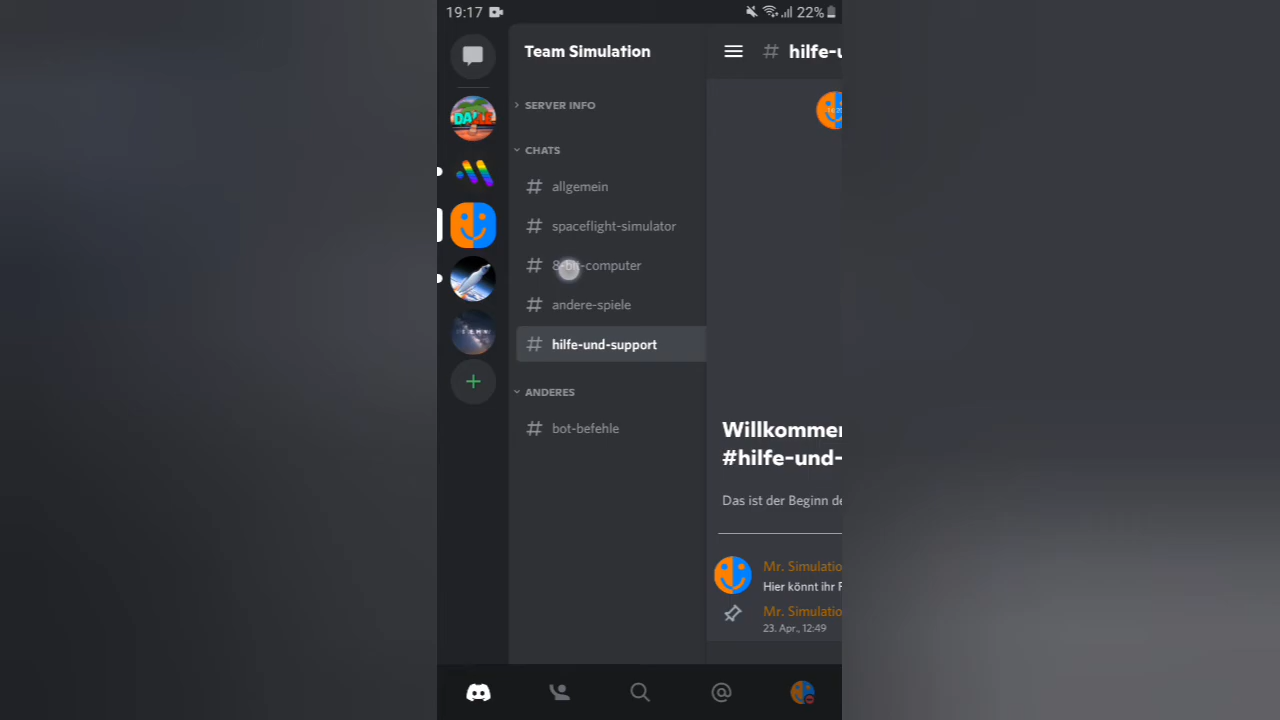 19:17
22%
Team Simulation
hilfe-u
SERVER INFO
CHATS
allgemein
spaceflight-simulator
8-bit-computer
andere-spiele
hilfe-und-support
ANDERES
bot-befehle
Willkommen
#hilfe-und-
Das ist der Beginn de
Mr. Simulatio
Hier könnt ihr F
Mr. Simulatio
23. Apr., 12:49